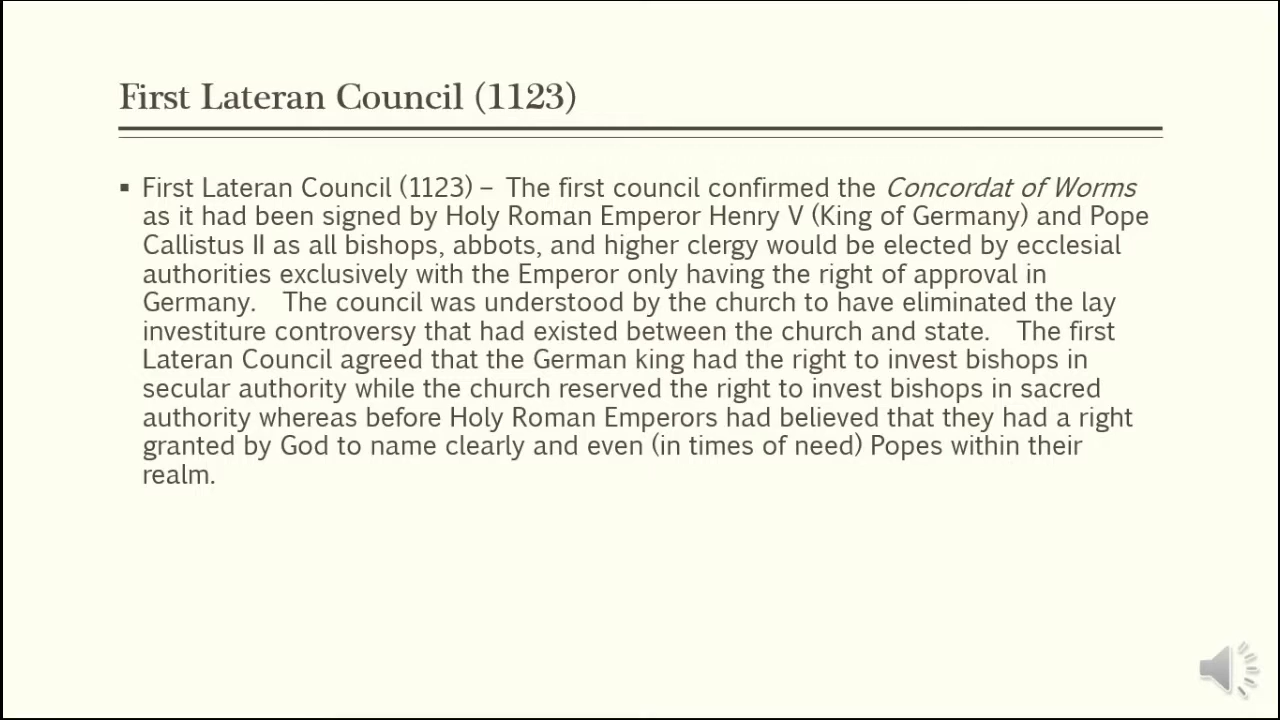 First Lateran Council (1123)
▪ First Lateran Council (1123) – The first council confirmed the Concordat of Worms
as it had been signed by Holy Roman Emperor Henry V (King of Germany) and Pope
Callistus II as all bishops, abbots, and higher clergy would be elected by ecclesial
authorities exclusively with the Emperor only having the right of approval in
Germany. The council was understood by the church to have eliminated the lay
investiture controversy that had existed between the church and state. The first
Lateran Council agreed that the German king had the right to invest bishops in
secular authority while the church reserved the right to invest bishops in sacred
authority whereas before Holy Roman Emperors had believed that they had a right
granted by God to name clearly and even (in times of need) Popes within their
realm.